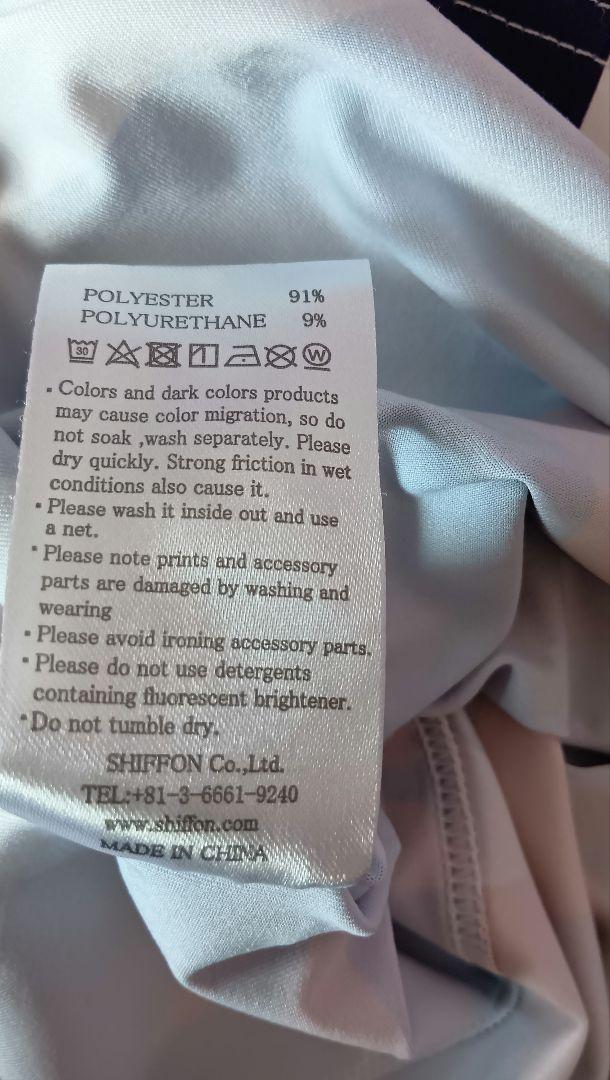 POLYESTER 91%
POLYURETHANE 9%
30 W
• Colors and dark colors products
may cause color migration, so do
not soak ,wash separately. Please
dry quickly. Strong friction in wet
conditions also cause it.
• Please wash it inside out and use
a net.
• Please note prints and accessory
parts are damaged by washing and
wearing
• Please avoid ironing accessory parts.
• Please do not use detergents
containing fluorescent brightener.
• Do not tumble dry.
SHIFFON Co.,Ltd.
TEL:+81-3-6661-9240
www.shiffon.com
MADE IN CHINA